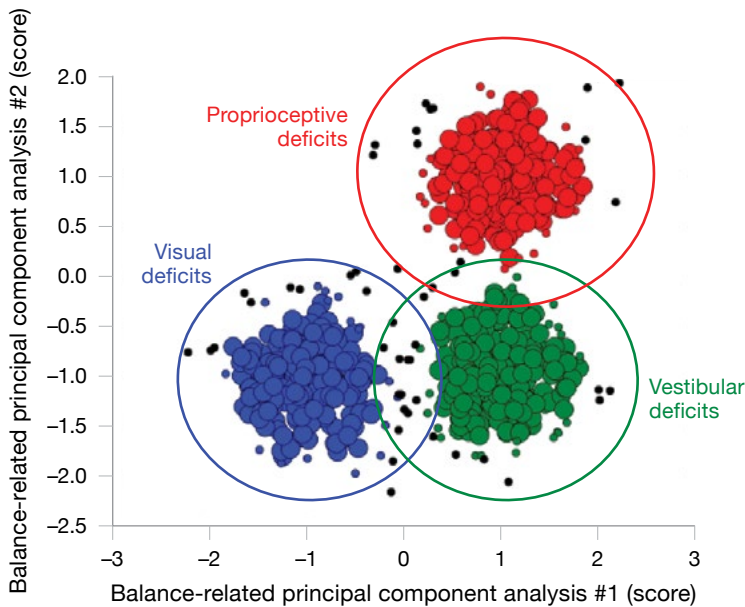 Balance-related principal component analysis #2 (score)
2.0
1.5
1.0
0.5
0.0
–0.5
–1.0
–1.5
–2.0
–2.5
Proprioceptive
deficits
Visual
deficits
Vestibular
deficits
–3
–2
–1
0
1
2
3
Balance-related principal component analysis #1 (score)